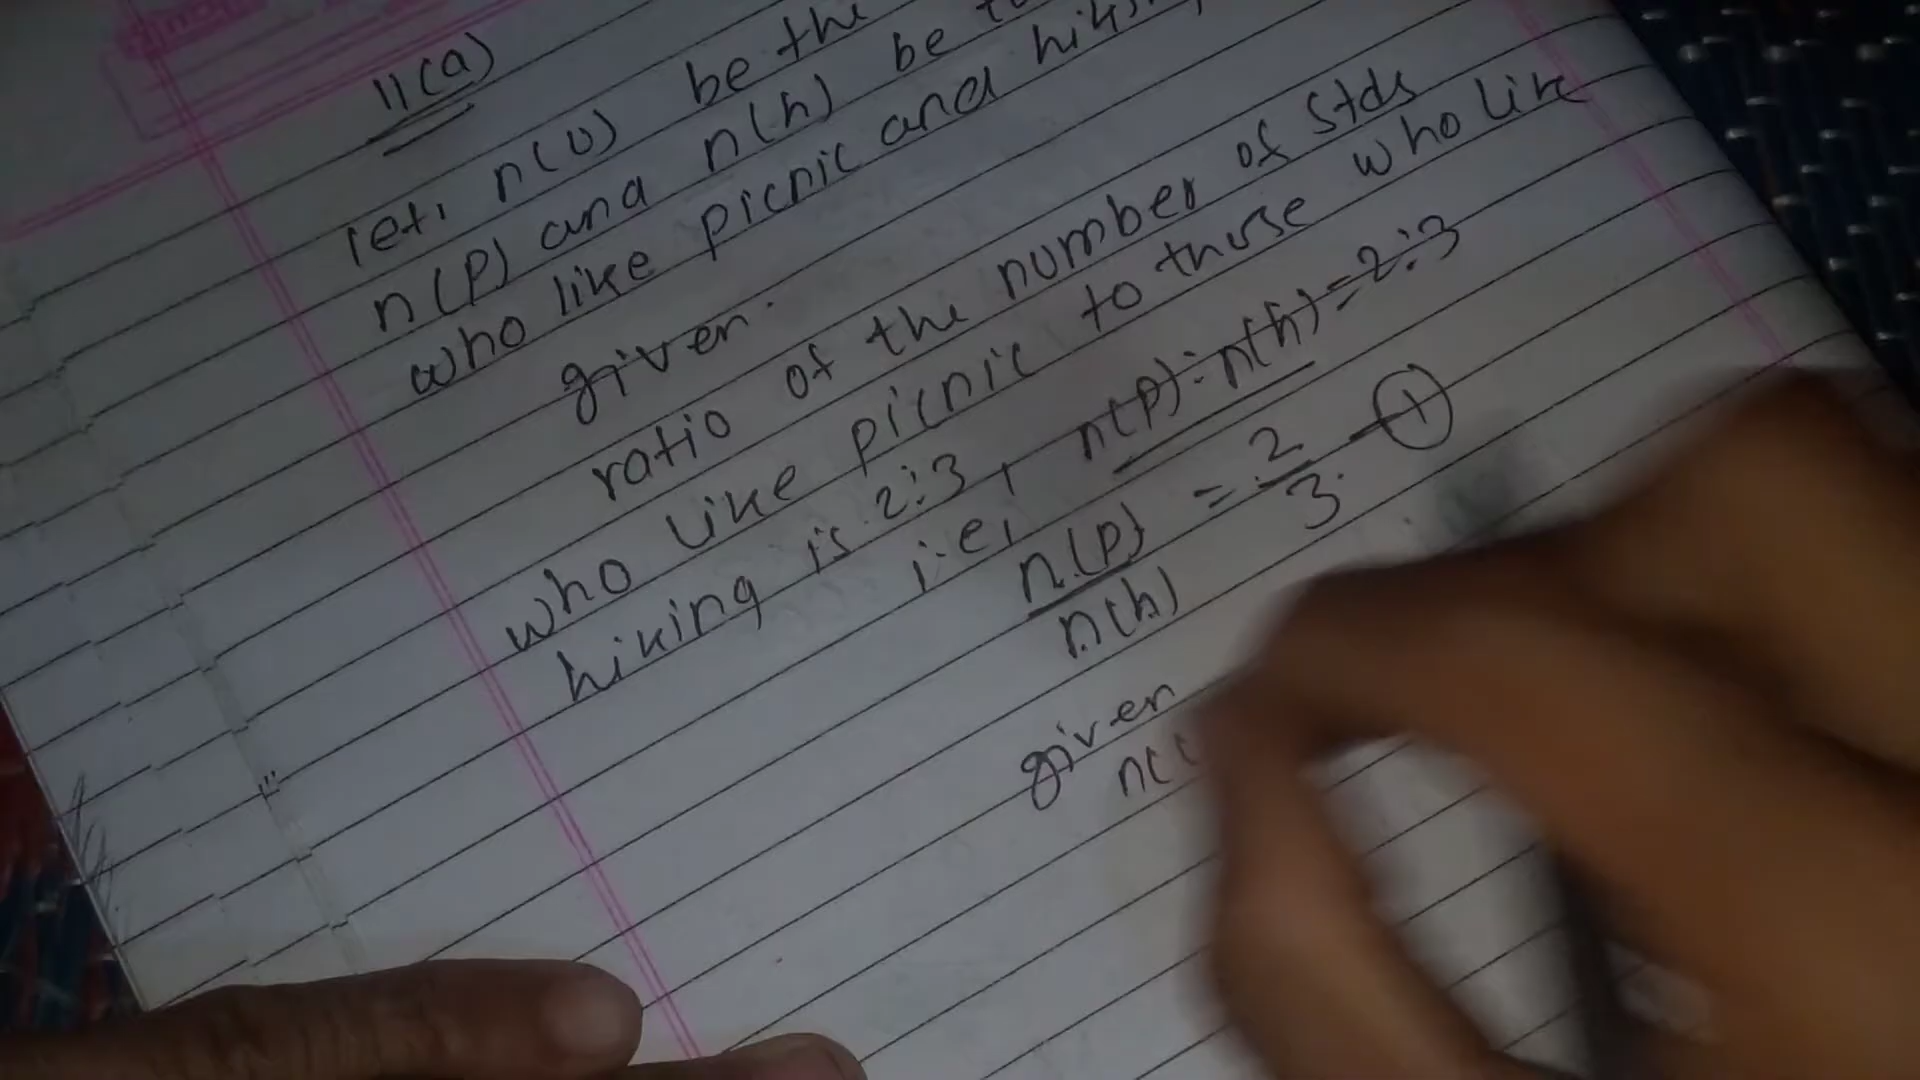 11(a)
let, n(U) be the
n(P) and n(h) be
who like picnic and
given.
ratio of the number of Stds
who like picnic to those who like
hiking is 2:3, n(p):n(h)=2:3
i.e, n(p)/n(h) = 2/3 - 1
given
n(